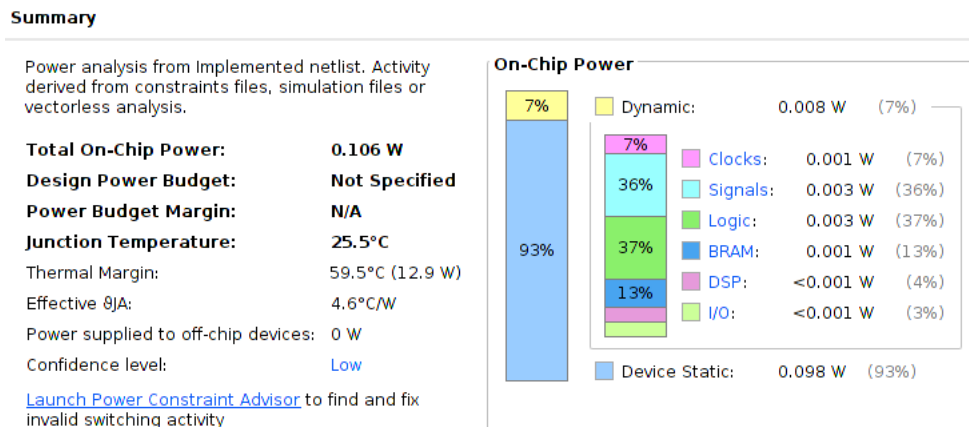 Summary
Power analysis from Implemented netlist. Activity
derived from constraints files, simulation files or
vectorless analysis.
Total On-Chip Power: 0.106 W
Design Power Budget: Not Specified
Power Budget Margin: N/A
Junction Temperature: 25.5°C
Thermal Margin: 59.5°C (12.9 W)
Effective ϑJA: 4.6°C/W
Power supplied to off-chip devices: 0 W
Confidence level: Low
Launch Power Constraint Advisor to find and fix
invalid switching activity
On-Chip Power
7%
93%
Dynamic: 0.008 W (7%)
7%
36%
37%
13%
Clocks: 0.001 W (7%)
Signals: 0.003 W (36%)
Logic: 0.003 W (37%)
BRAM: 0.001 W (13%)
DSP: <0.001 W (4%)
I/O: <0.001 W (3%)
Device Static: 0.098 W (93%)